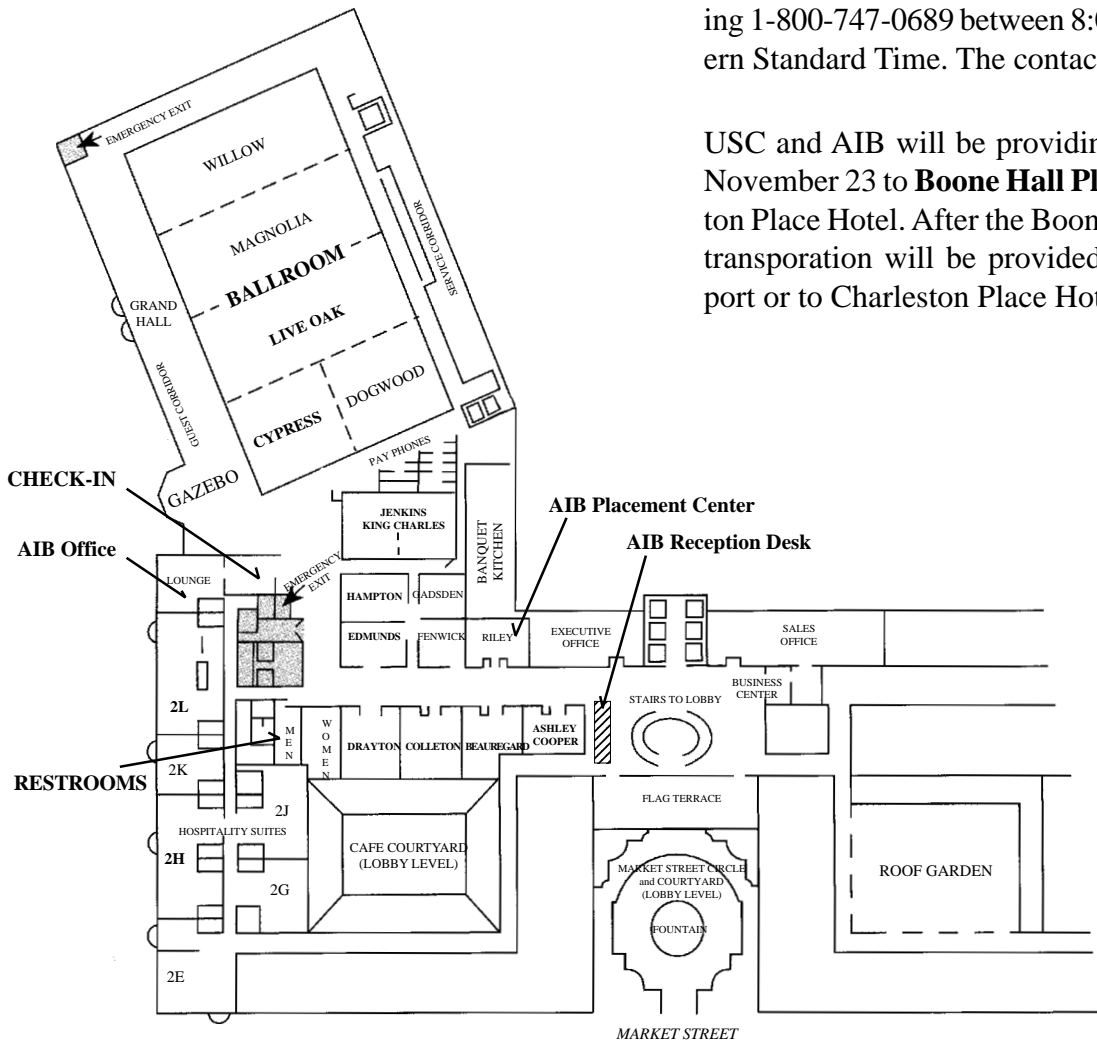 ing 1-800-747-0689 between 8:0
ern Standard Time. The contac
USC and AIB will be providin
November 23 to Boone Hall Pl
ton Place Hotel. After the Boon
transporation will be provided
port or to Charleston Place Hot
EMERGENCY EXIT
WILLOW
MAGNOLIA
BALLROOM
LIVE OAK
CYPRESS
DOGWOOD
SERVICE CORRIDOR
GRAND
HALL
GUEST CORRIDOR
PAY PHONES
GAZEBO
CHECK-IN
AIB Office
LOUNGE
EMERGENCY
EXIT
JENKINS
KING CHARLES
BANQUET
KITCHEN
AIB Placement Center
AIB Reception Desk
HAMPTON
GADSDEN
EDMUNDS
FENWICK
RILEY
EXECUTIVE
OFFICE
SALES
OFFICE
BUSINESS
CENTER
STAIRS TO LOBBY
2L
MEN
WOMEN
DRAYTON
COLLETON
BEAUREGARD
ASHLEY
COOPER
RESTROOMS
2K
2J
HOSPITALITY SUITES
2H
2G
2E
CAFE COURTYARD
(LOBBY LEVEL)
FLAG TERRACE
MARKET STREET CIRCLE
and COURTYARD
(LOBBY LEVEL)
FOUNTAIN
ROOF GARDEN
MARKET STREET